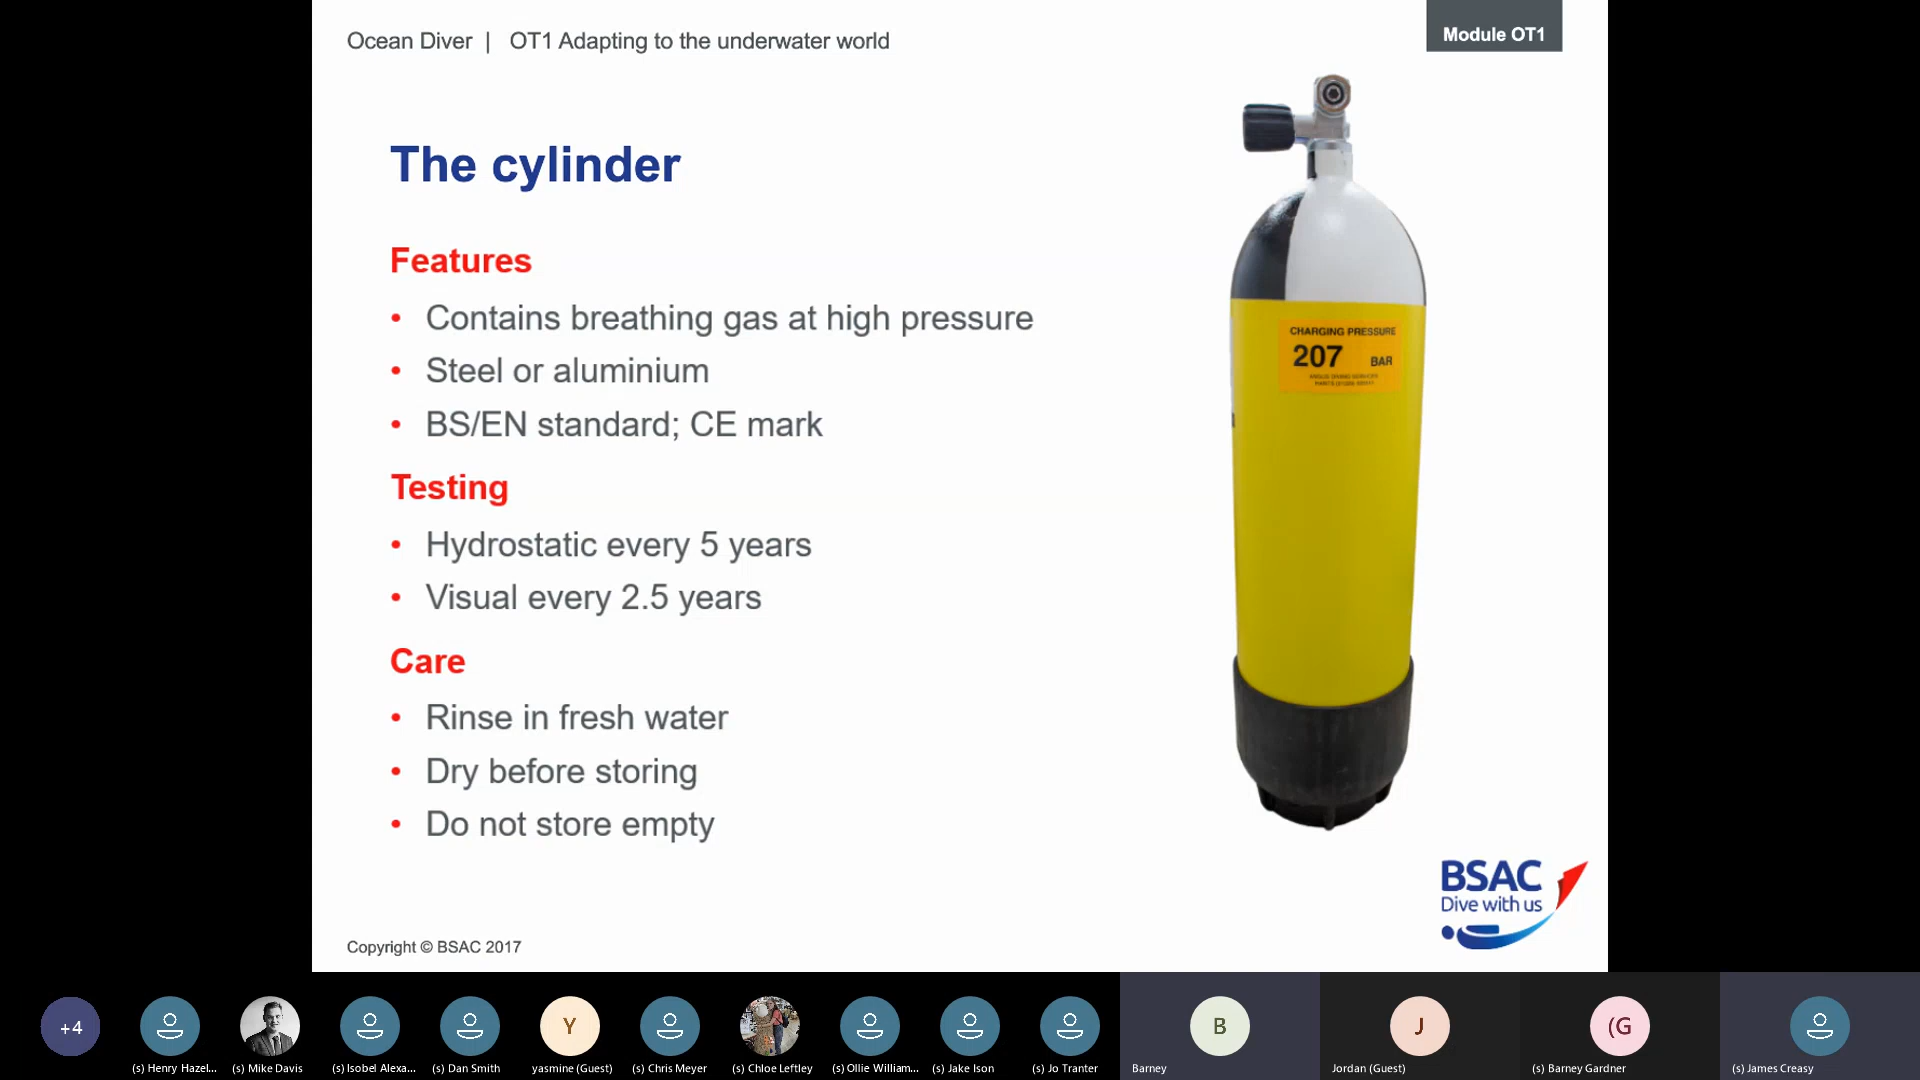 Ocean Diver | OT1 Adapting to the underwater world
Module OT1
The cylinder
Features
• Contains breathing gas at high pressure
• Steel or aluminium
• BS/EN standard; CE mark
Testing
• Hydrostatic every 5 years
• Visual every 2.5 years
Care
• Rinse in fresh water
• Dry before storing
• Do not store empty
CHARGING PRESSURE
207 BAR
BSAC
Dive with us
Copyright © BSAC 2017
+4
(s) Henry Hazel...
(s) Mike Davis
(s) Isobel Alexa...
(s) Dan Smith
Y
yasmine (Guest)
(s) Chris Meyer
(s) Chloe Leftley
(s) Ollie William...
(s) Jake Ison
(s) Jo Tranter
B
Barney
J
Jordan (Guest)
(G
(s) Barney Gardner
(s) James Creasy